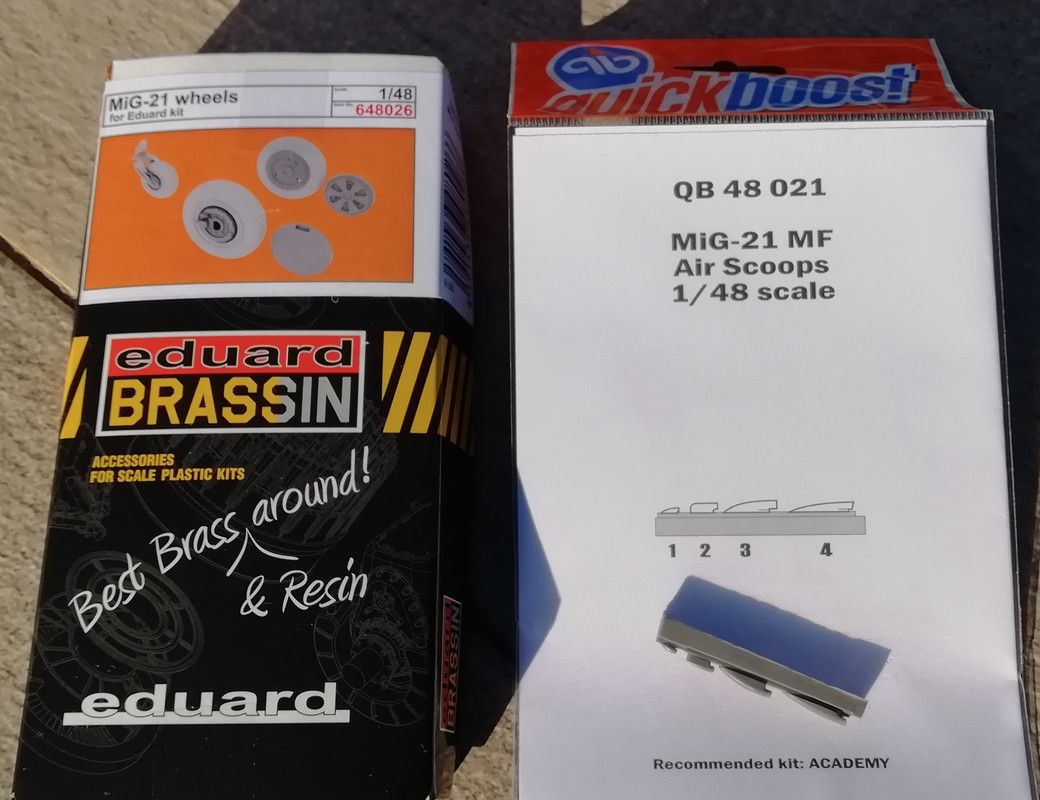 MiG-21 wheels
for Eduard kit
1/48
648026
eduard
BRASSIN
ACCESSORIES
FOR SCALE PLASTIC KITS
Best Brass around!
& Resin
eduard
BRASSIN
quickboost
QB 48 021
MiG-21 MF
Air Scoops
1/48 scale
1 2 3 4
Recommended kit: ACADEMY